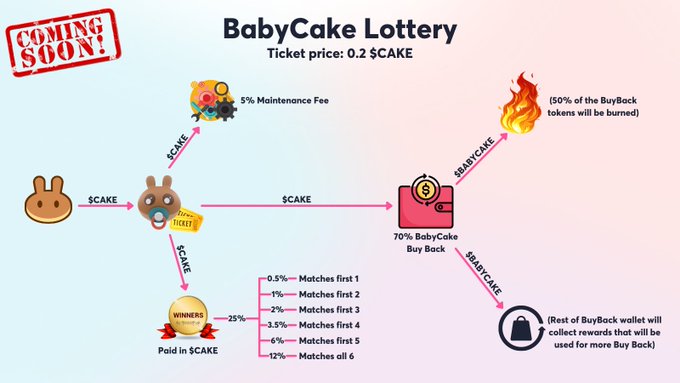 COMING
SOON!
BabyCake Lottery
Ticket price: 0.2 $CAKE
5% Maintenance Fee
(50% of the BuyBack
tokens will be burned)
$CAKE
$BABYCAKE
$CAKE
$CAKE
TICKET
70% BabyCake
Buy Back
$CAKE
$BABYCAKE
WINNERS
25%
Paid in $CAKE
0.5% Matches first 1
1% Matches first 2
2% Matches first 3
3.5% Matches first 4
6% Matches first 5
12% Matches all 6
(Rest of BuyBack wallet will
collect rewards that will be
used for more Buy Back)